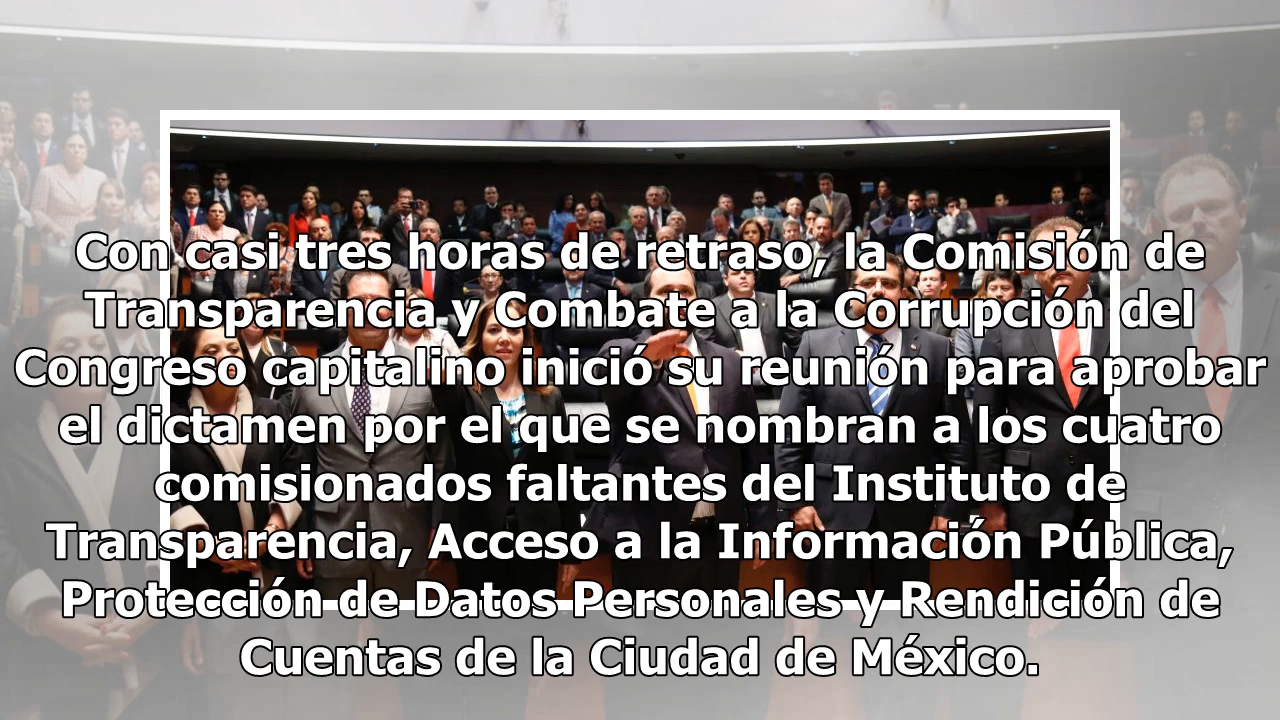 Con casi tres horas de retraso, la Comisión de
Transparencia y Combate a la Corrupción del
Congreso capitalino inició su reunión para aprobar
el dictamen por el que se nombran a los cuatro
comisionados faltantes del Instituto de
Transparencia, Acceso a la Información Pública,
Protección de Datos Personales y Rendición de
Cuentas de la Ciudad de México.